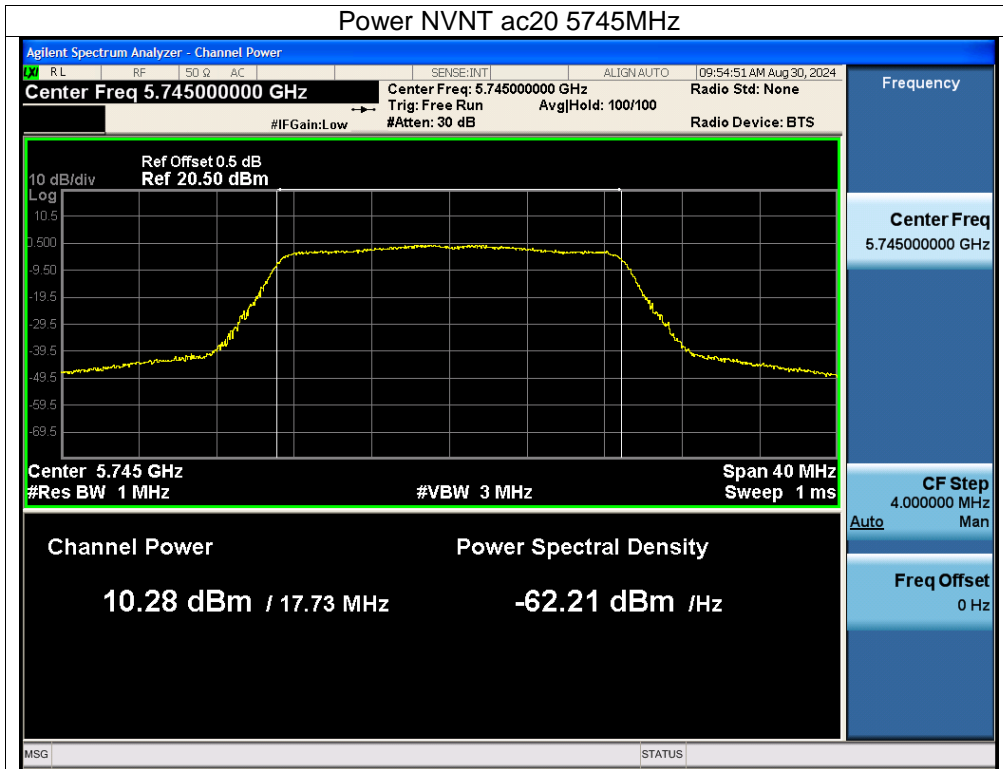 Power NVNT ac20 5745MHz
Agilent Spectrum Analyzer - Channel Power
LXI RL RF 50 Ω AC SENSE:INT ALIGN AUTO 09:54:51 AM Aug 30, 2024
Center Freq 5.745000000 GHz
Center Freq: 5.745000000 GHz
Radio Std: None
Trig: Free Run Avg|Hold: 100/100
#IFGain:Low
#Atten: 30 dB
Radio Device: BTS
Frequency
Ref Offset 0.5 dB
10 dB/div Ref 20.50 dBm
Log
10.5
0.500
-9.50
-19.5
-29.5
-39.5
-49.5
-59.5
-69.5
Center 5.745 GHz
Span 40 MHz
#Res BW 1 MHz
#VBW 3 MHz
Sweep 1 ms
Center Freq
5.745000000 GHz
CF Step
4.000000 MHz
Auto Man
Freq Offset
0 Hz
Channel Power
Power Spectral Density
10.28 dBm / 17.73 MHz
-62.21 dBm /Hz
MSG
STATUS